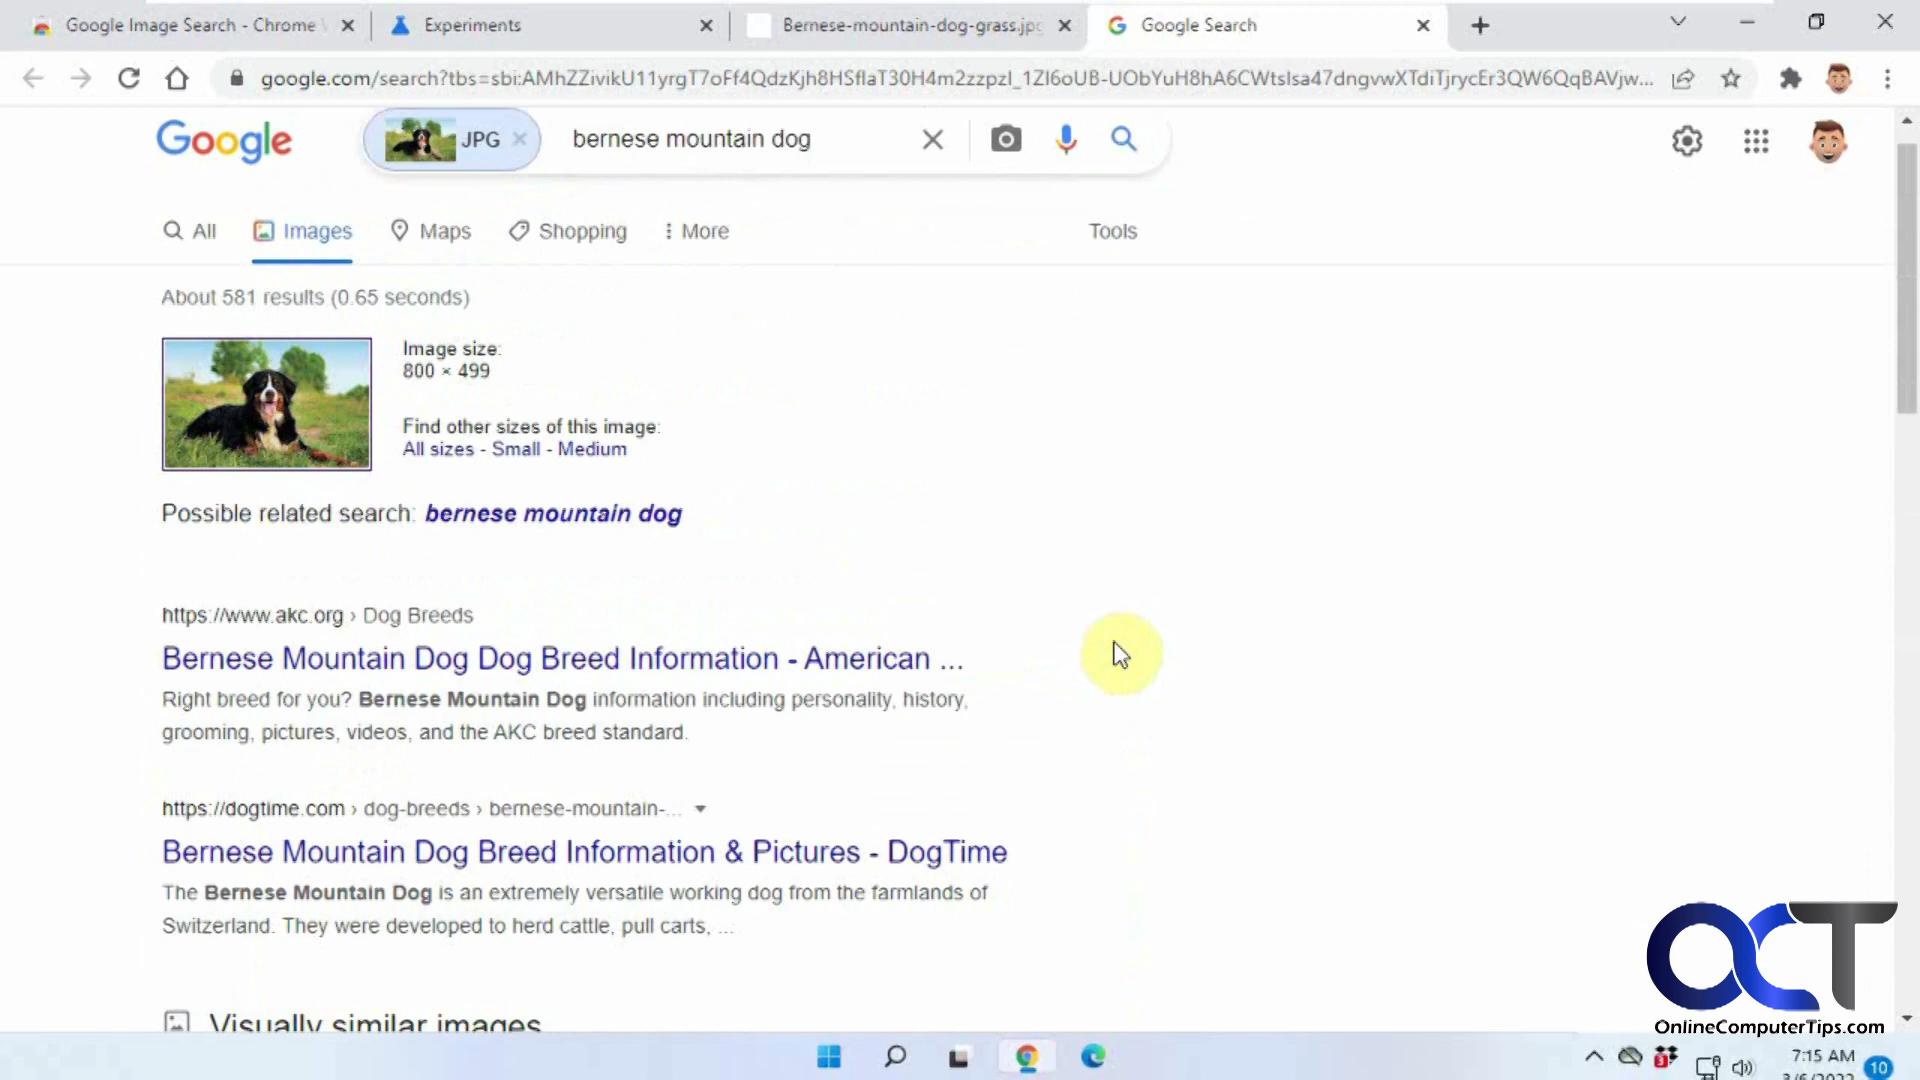 Google Image Search - Chrome
Experiments
Bernese-mountain-dog-grass.jpg
Google Search
google.com/search?tbs=sbi:AMhZZivikU11yrgT7oFf4QdzKjh8HSflaT30H4m2zzpzl_1ZI6oUB-UObYuH8hA6CWtsIsa47dngvwXTdiTjrycEr3QW6QqBAVjw...
Google
JPG
bernese mountain dog
All
Images
Maps
Shopping
More
Tools
About 581 results (0.65 seconds)
Image size:
800 × 499
Find other sizes of this image:
All sizes - Small - Medium
Possible related search: bernese mountain dog
https://www.akc.org › Dog Breeds
Bernese Mountain Dog Dog Breed Information - American ...
Right breed for you? Bernese Mountain Dog information including personality, history,
grooming, pictures, videos, and the AKC breed standard.
https://dogtime.com › dog-breeds › bernese-mountain-...
Bernese Mountain Dog Breed Information & Pictures - DogTime
The Bernese Mountain Dog is an extremely versatile working dog from the farmlands of
Switzerland. They were developed to herd cattle, pull carts, ...
Visually similar images
OCT
OnlineComputerTips.com
3
7:15 AM
3/6/2022
10